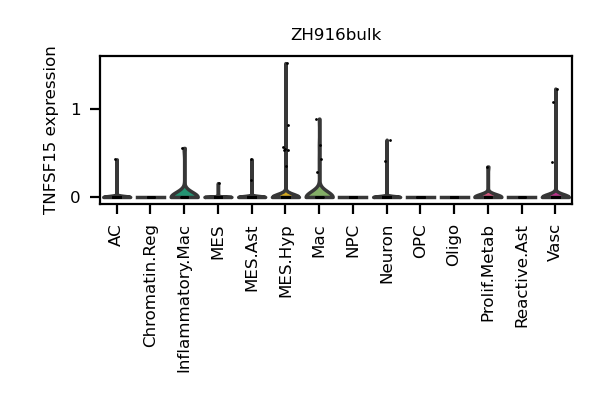 ZH916bulk
TNFSF15 expression
1
0
AC
Chromatin.Reg
Inflammatory.Mac
MES
MES.Ast
MES.Hyp
Mac
NPC
Neuron
OPC
Oligo
Prolif.Metab
Reactive.Ast
Vasc